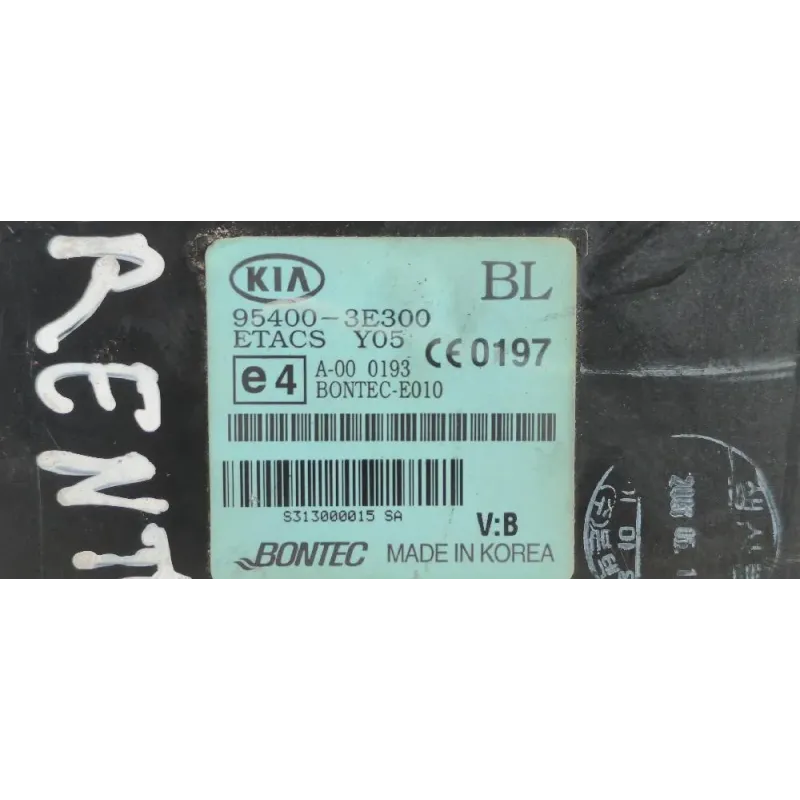 RENT
KIA
BL
95400-3E300
ETACS Y05
CE0197
e4
A-00 0193
BONTEC-E010
S313000015 SA
V:B
BONTEC
MADE IN KOREA